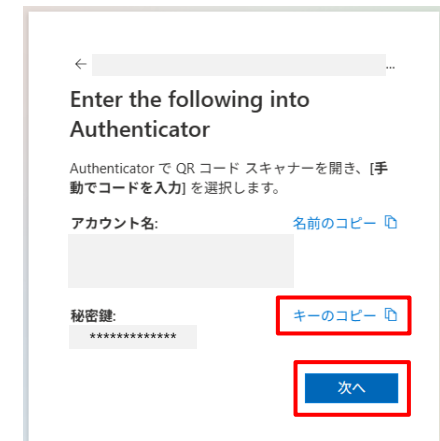 ←
...
Enter the following into
Authenticator
Authenticator で QR コード スキャナーを開き、[手
動でコードを入力] を選択します。
アカウント名: 名前のコピー
秘密鍵: キーのコピー
*************
次へ